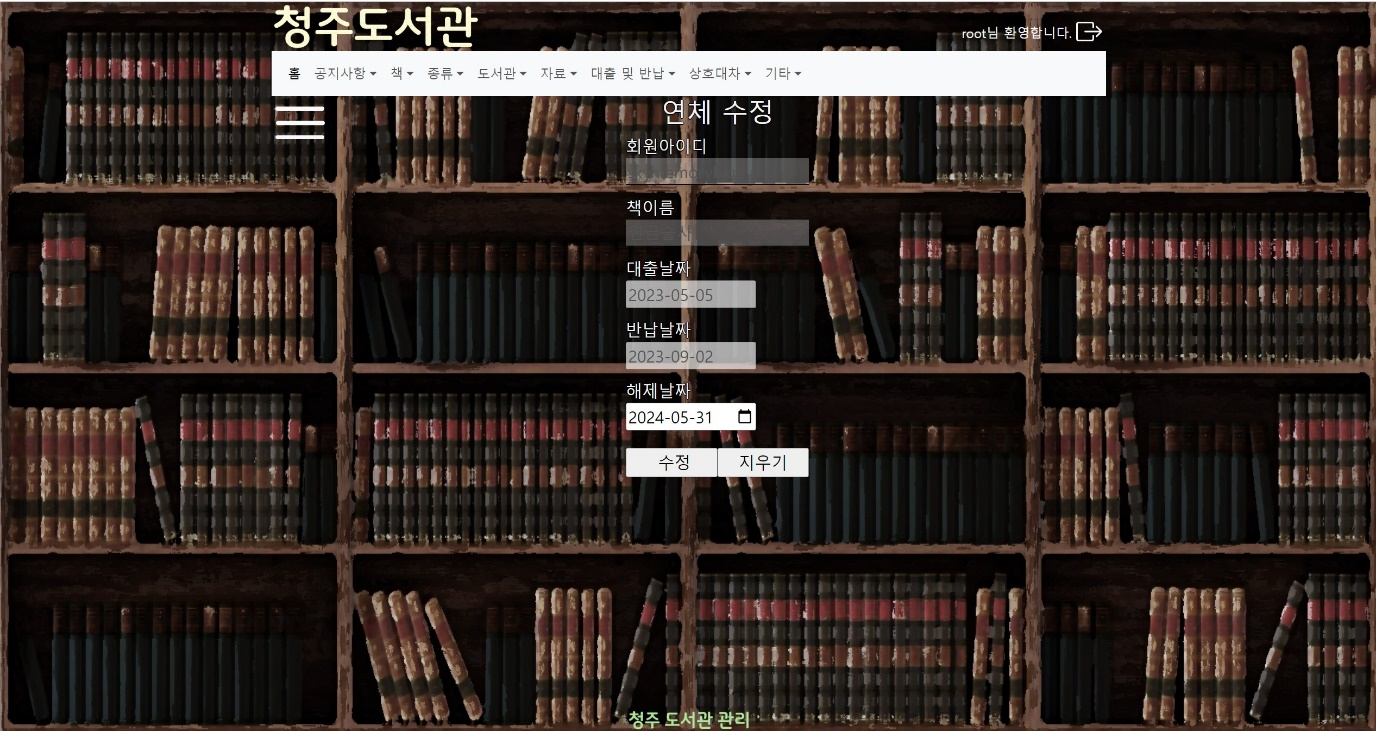 청주도서관
root님 환영합니다.
홈 공지사항 책 종류 도서관 자료 대출 및 반납 상호대차 기타
연체 수정
회원아이디
책이름
대출날짜
2023-05-05
반납날짜
2023-09-02
해제날짜
2024-05-31
수정 지우기
청주 도서관 관리